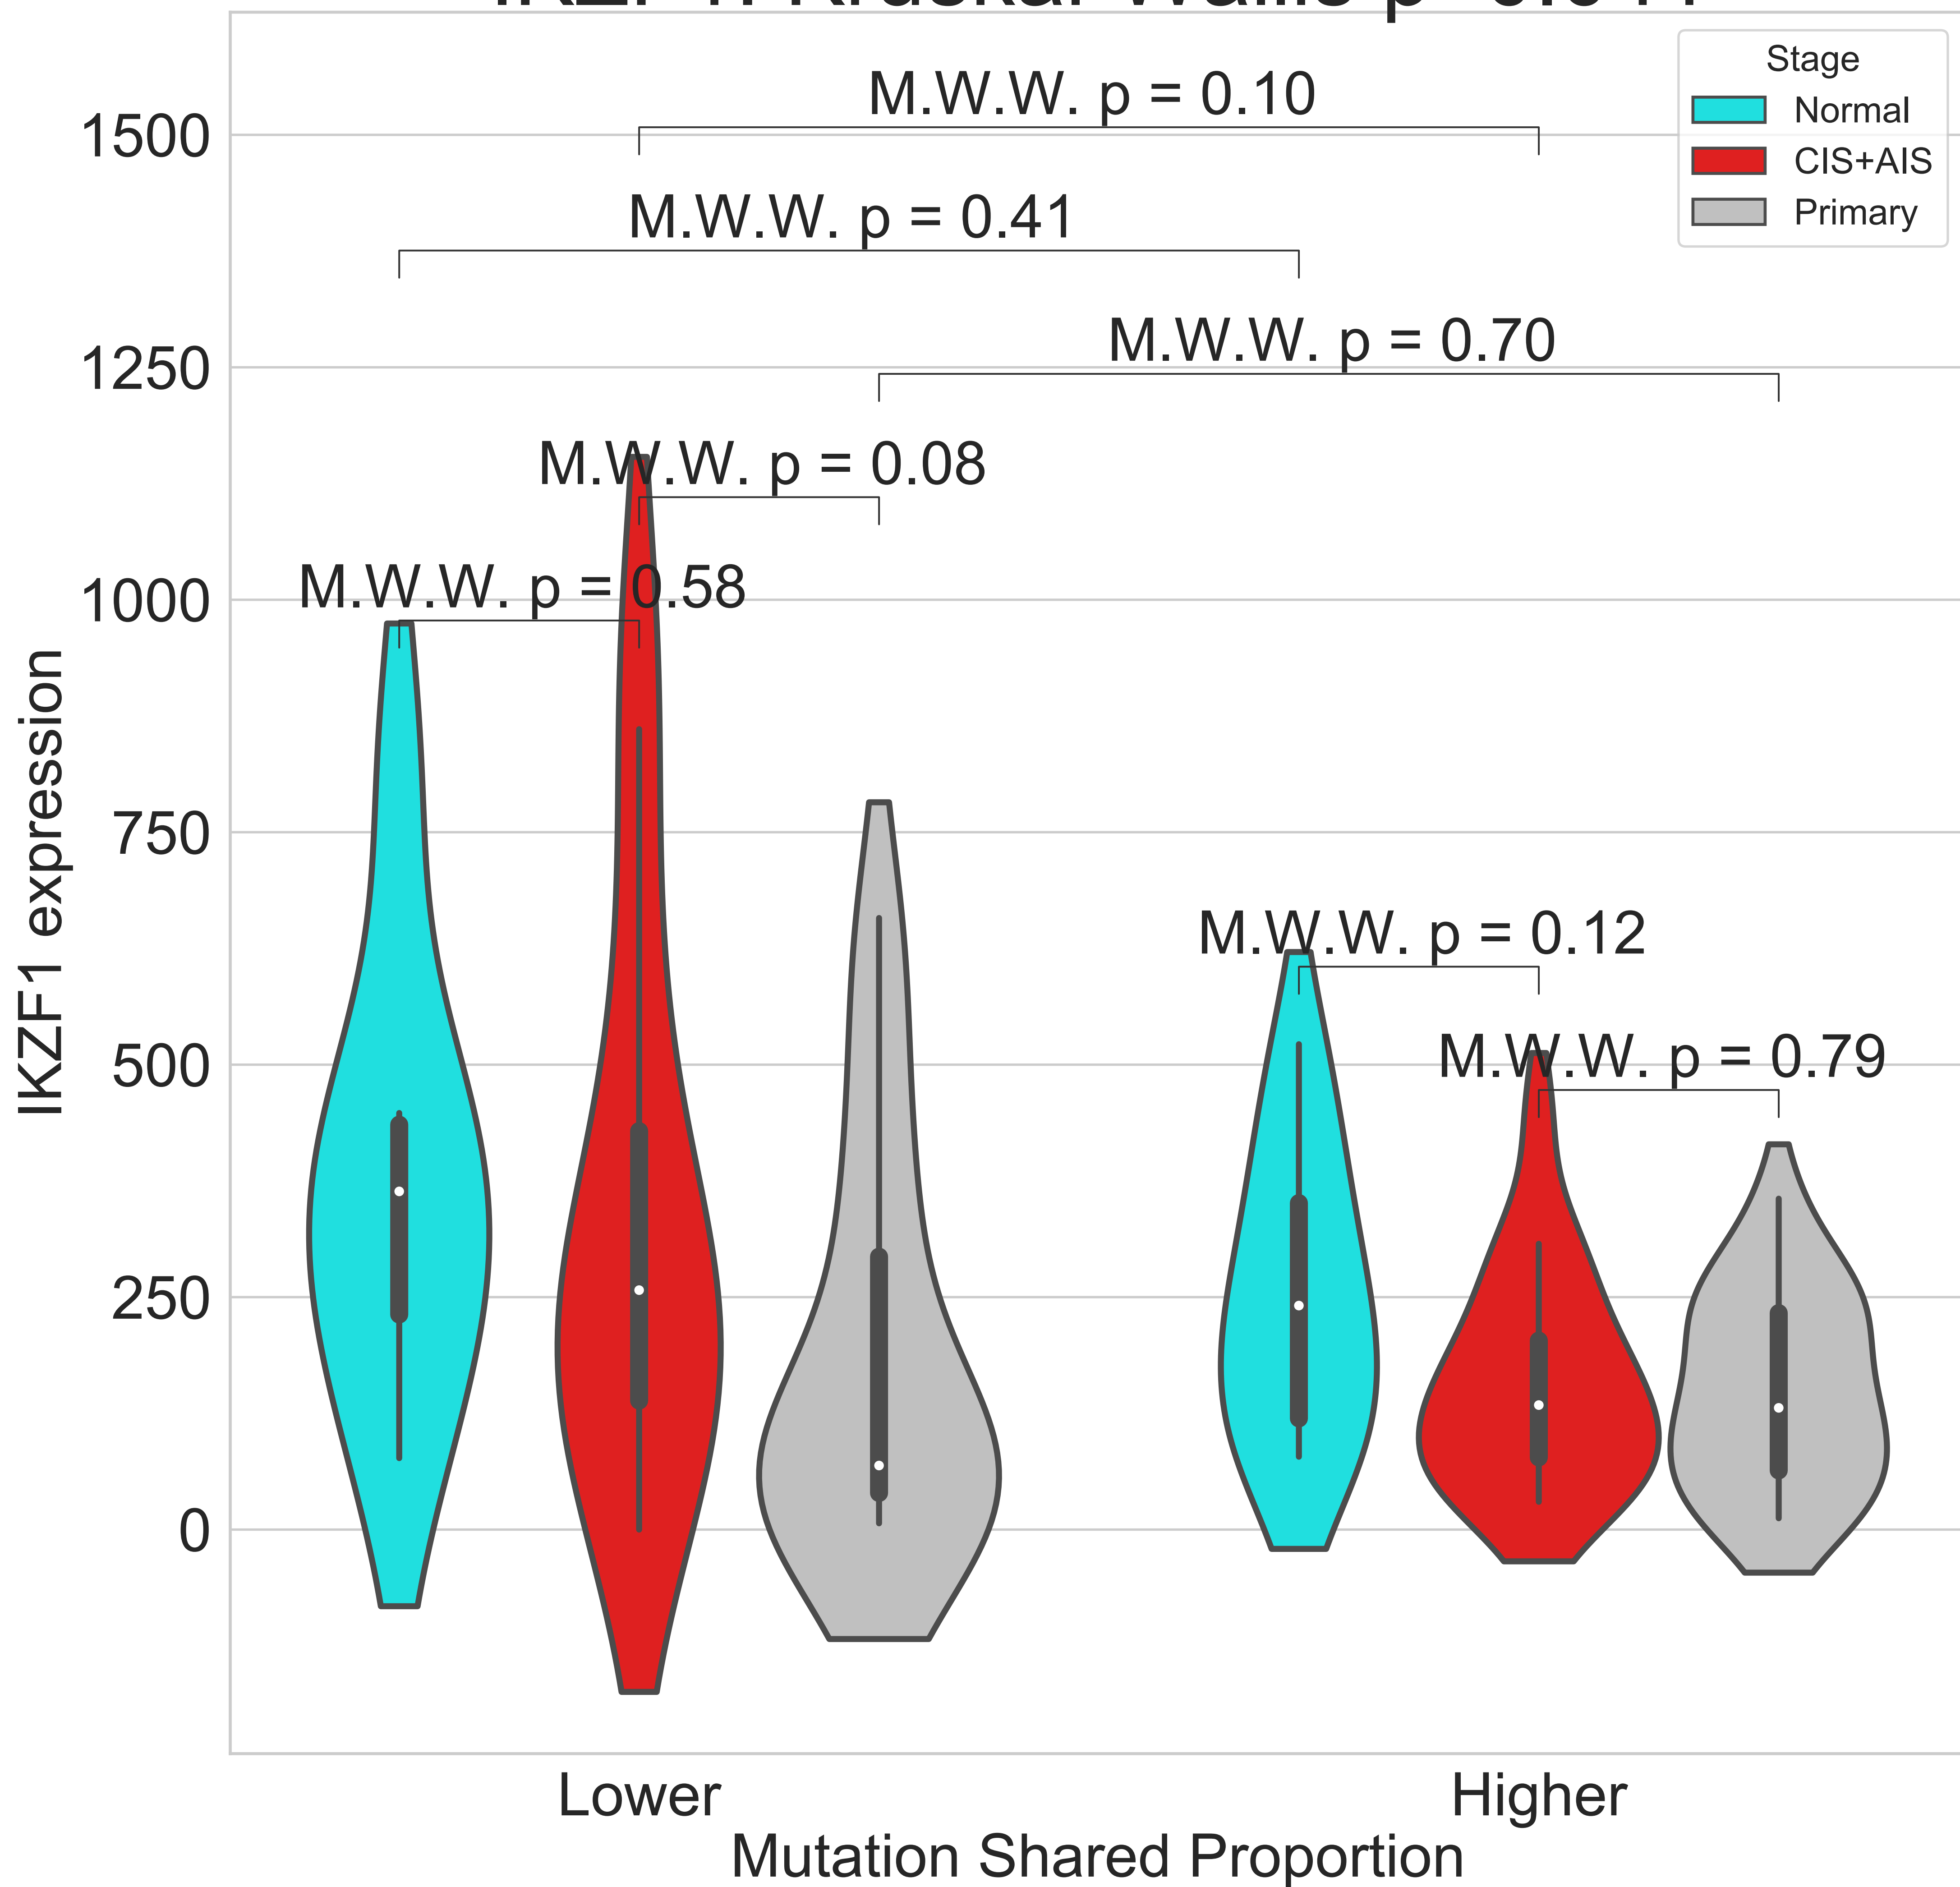 Stage
Normal
CIS+AIS
Primary
M.W.W. p = 0.10
M.W.W. p = 0.41
M.W.W. p = 0.70
M.W.W. p = 0.08
M.W.W. p = 0.58
M.W.W. p = 0.12
M.W.W. p = 0.79
1500
1250
1000
750
500
250
0
IKZF1 expression
Lower
Higher
Mutation Shared Proportion